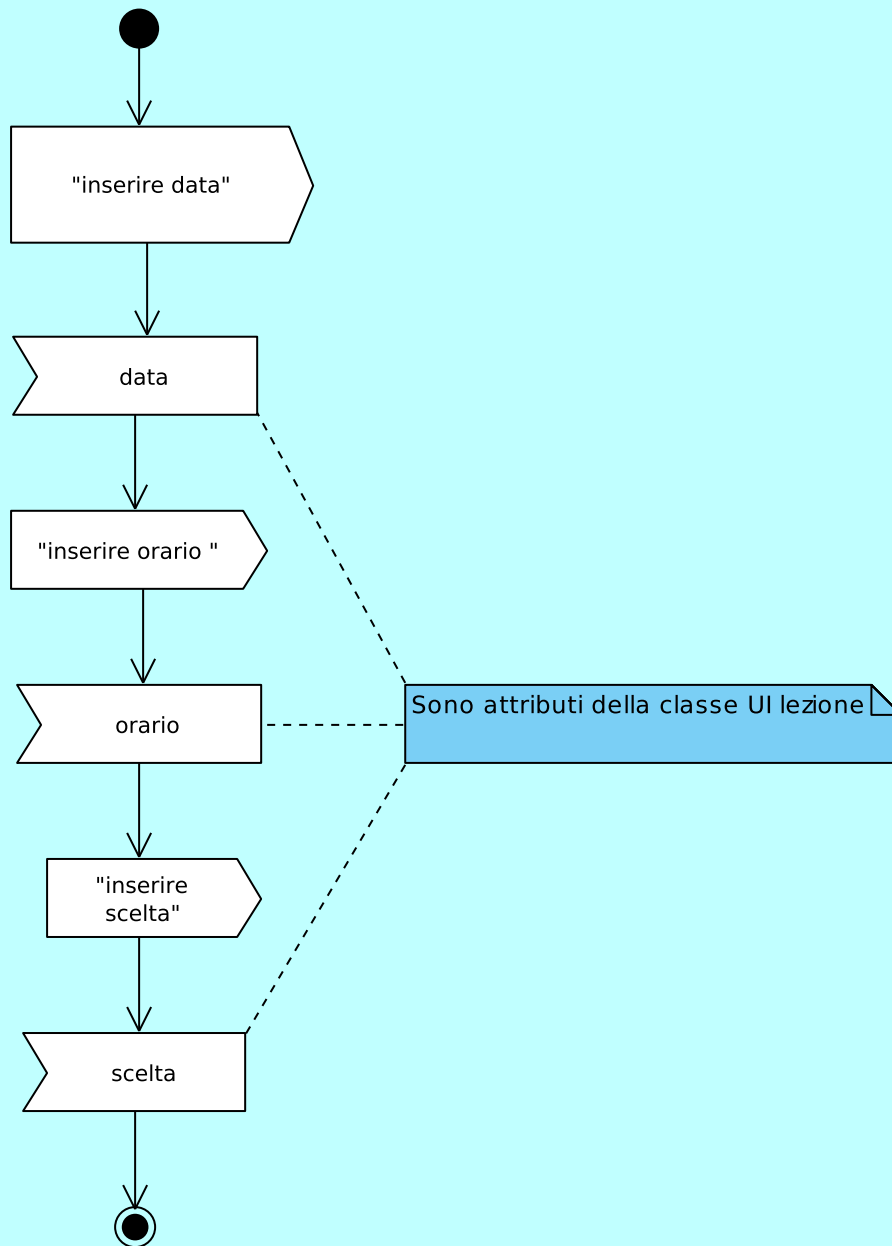 "inserire data"
data
"inserire orario "
orario
Sono attributi della classe UI lezione
"inserire
scelta"
scelta